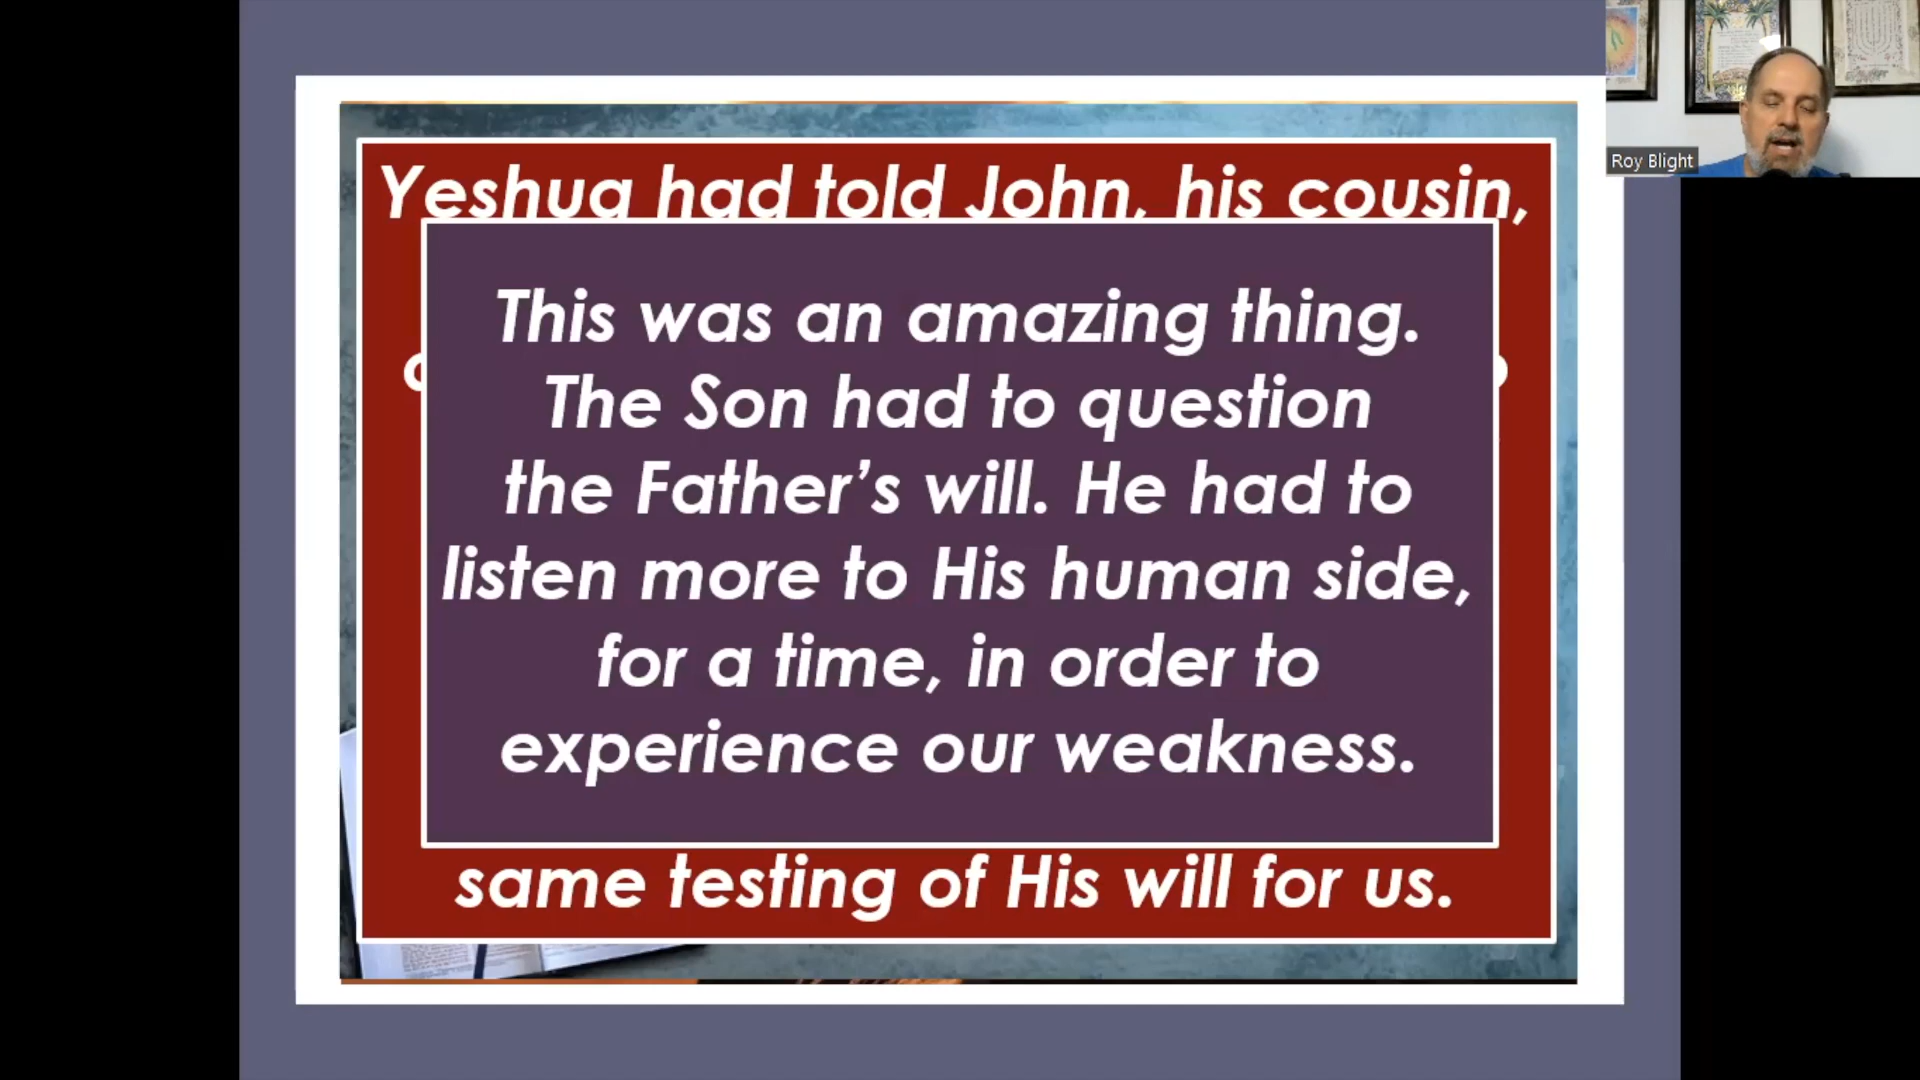 Yeshua had told John, his cousin,
This was an amazing thing.
The Son had to question
the Father's will. He had to
listen more to His human side,
for a time, in order to
experience our weakness.
same testing of His will for us.
Roy Blight